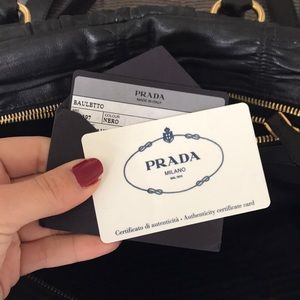 PRADA
MADE IN ITALY
BAULETTO
COLOUR
NERO
PRADA
MILANO
DAL 1913
Certificato di autenticità - Authenticity certificate card